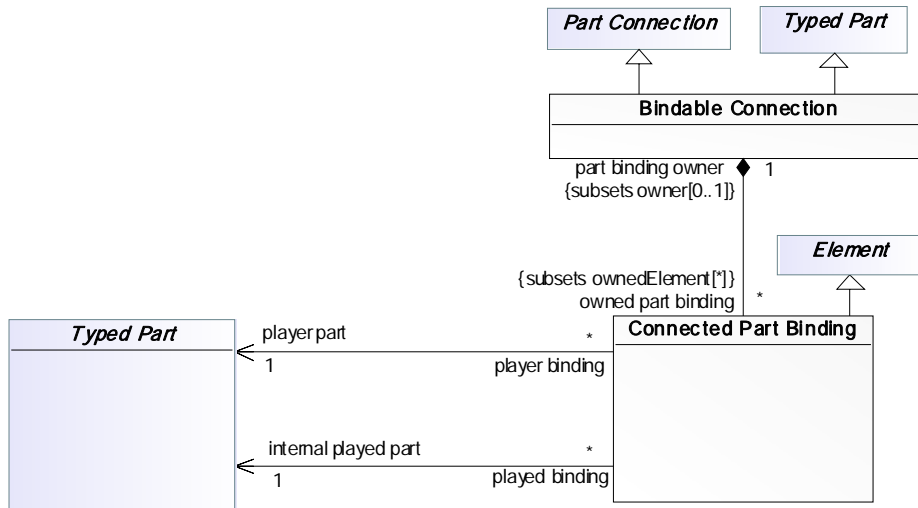 Part Connection
Typed Part
Bindable Connection
part binding owner
1
{subsets owner[0..1]}
Element
{subsets ownedElement[*]}
owned part binding
*
Typed Part
Connected Part Binding
player part
*
1
player binding
internal played part
*
1
played binding